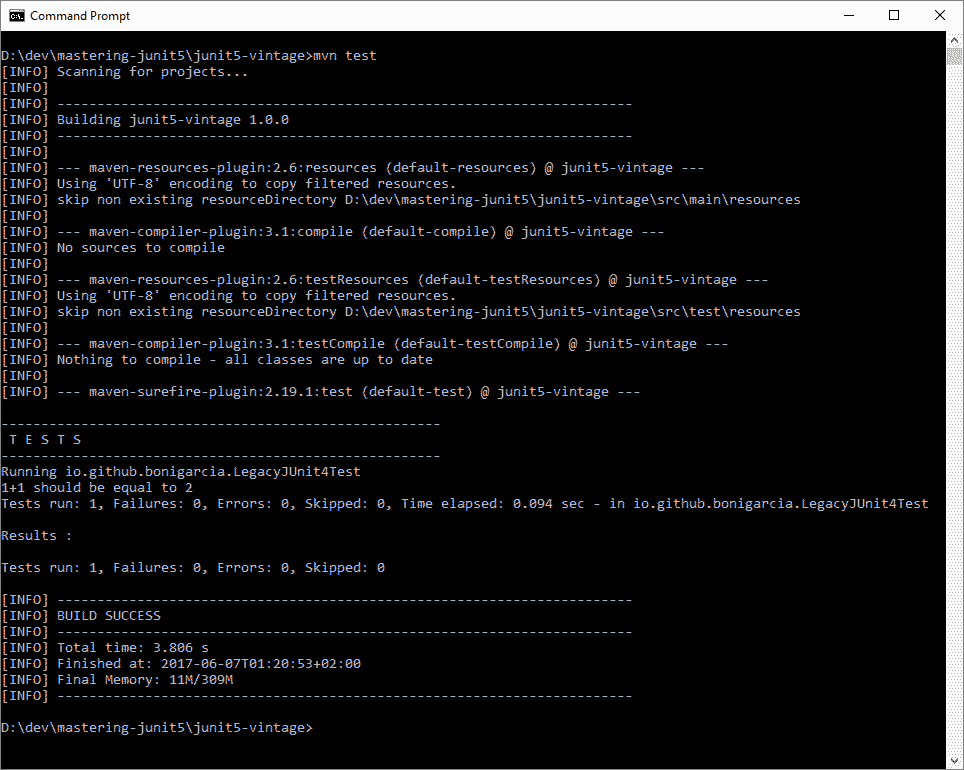 Command Prompt
D:\dev\mastering-junit5\junit5-vintage>mvn test
[INFO] Scanning for projects...
[INFO]
[INFO] ------------------------------------------------------------------------
[INFO] Building junit5-vintage 1.0.0
[INFO] ------------------------------------------------------------------------
[INFO]
[INFO] --- maven-resources-plugin:2.6:resources (default-resources) @ junit5-vintage ---
[INFO] Using 'UTF-8' encoding to copy filtered resources.
[INFO] skip non existing resourceDirectory D:\dev\mastering-junit5\junit5-vintage\src\main\resources
[INFO]
[INFO] --- maven-compiler-plugin:3.1:compile (default-compile) @ junit5-vintage ---
[INFO] No sources to compile
[INFO]
[INFO] --- maven-resources-plugin:2.6:testResources (default-testResources) @ junit5-vintage ---
[INFO] Using 'UTF-8' encoding to copy filtered resources.
[INFO] skip non existing resourceDirectory D:\dev\mastering-junit5\junit5-vintage\src\test\resources
[INFO]
[INFO] --- maven-compiler-plugin:3.1:testCompile (default-testCompile) @ junit5-vintage ---
[INFO] Nothing to compile - all classes are up to date
[INFO]
[INFO] --- maven-surefire-plugin:2.19.1:test (default-test) @ junit5-vintage ---
-------------------------------------------------------
T E S T S
-------------------------------------------------------
Running io.github.bonigarcia.LegacyJUnit4Test
1+1 should be equal to 2
Tests run: 1, Failures: 0, Errors: 0, Skipped: 0, Time elapsed: 0.094 sec - in io.github.bonigarcia.LegacyJUnit4Test
Results :
Tests run: 1, Failures: 0, Errors: 0, Skipped: 0
[INFO] ------------------------------------------------------------------------
[INFO] BUILD SUCCESS
[INFO] ------------------------------------------------------------------------
[INFO] Total time: 3.806 s
[INFO] Finished at: 2017-06-07T01:20:53+02:00
[INFO] Final Memory: 11M/309M
[INFO] ------------------------------------------------------------------------
D:\dev\mastering-junit5\junit5-vintage>